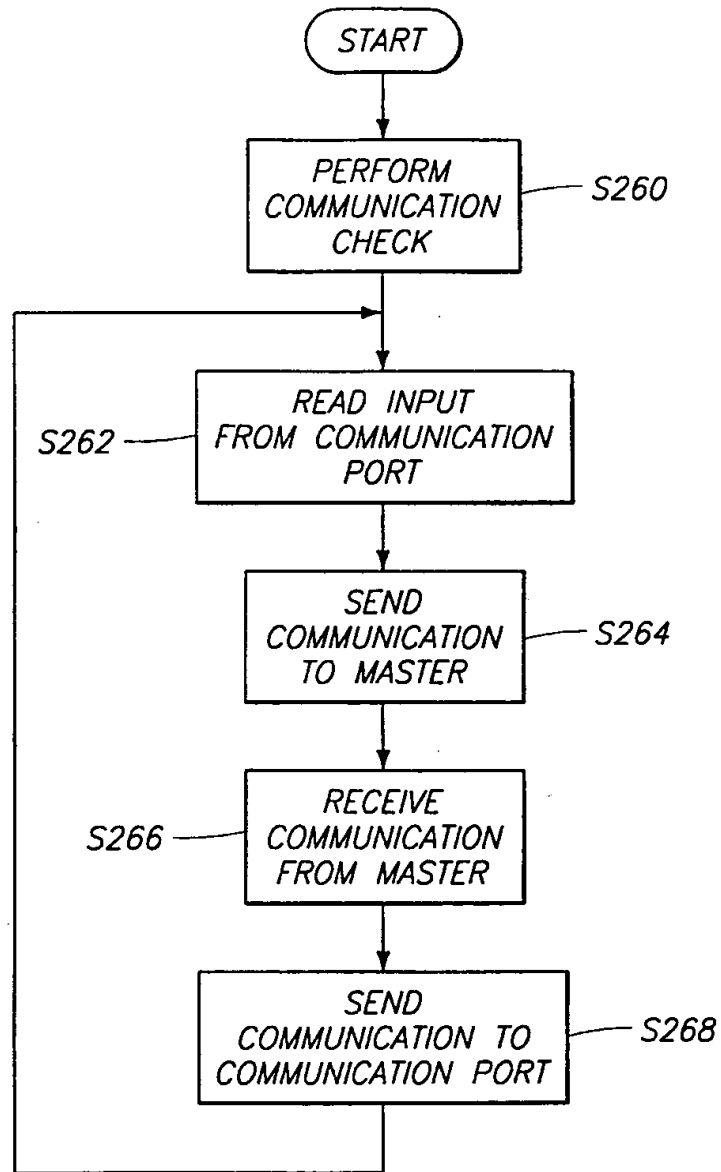 START
PERFORM
COMMUNICATION
CHECK
S260
READ INPUT
FROM COMMUNICATION
PORT
S262
SEND
COMMUNICATION
TO MASTER
S264
RECEIVE
COMMUNICATION
FROM MASTER
S266
SEND
COMMUNICATION TO
COMMUNICATION PORT
S268